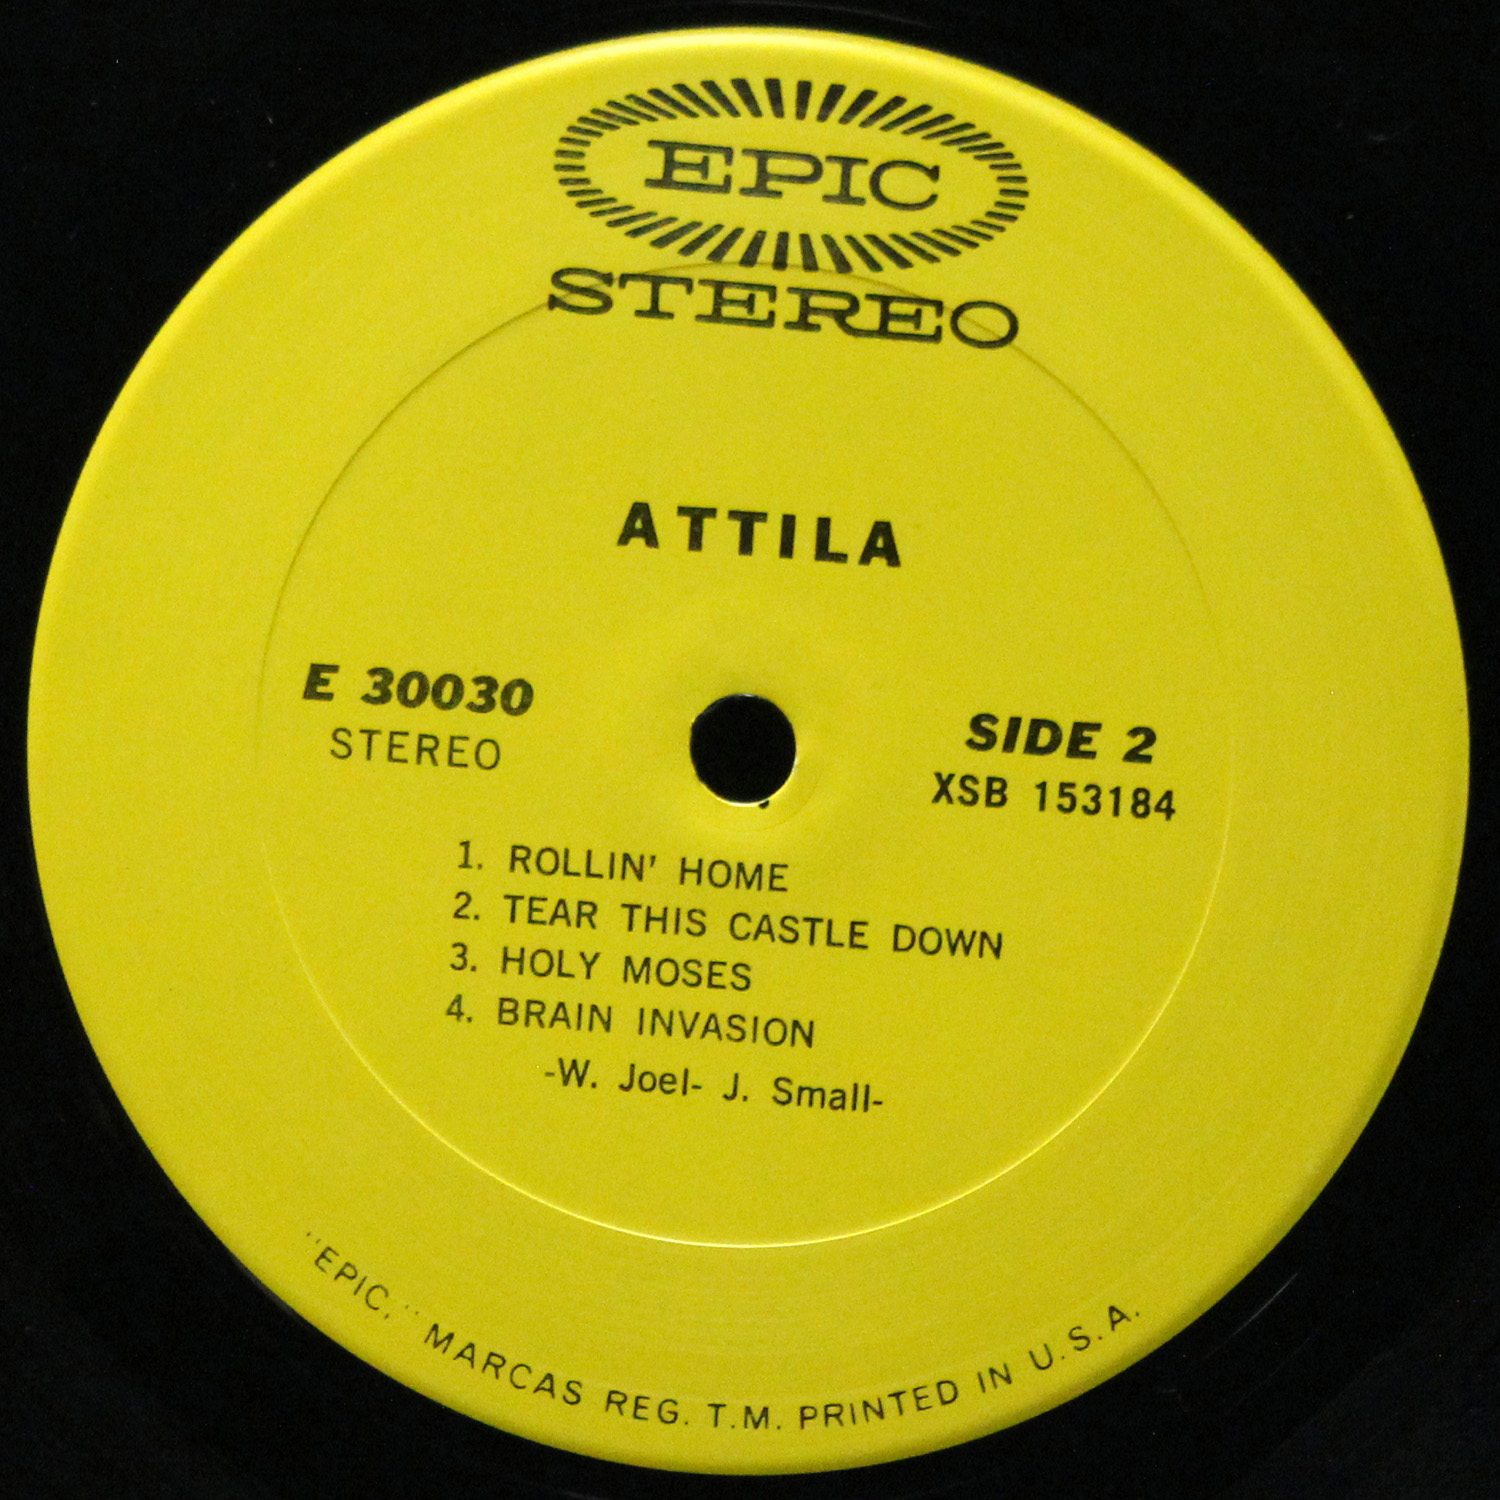 EPIC
STEREO
ATTILA
E 30030
STEREO
SIDE 2
XSB 153184
1. ROLLIN' HOME
2. TEAR THIS CASTLE DOWN
3. HOLY MOSES
4. BRAIN INVASION
-W. Joel- J. Small-
"EPIC," MARCAS REG. T.M. PRINTED IN U.S.A.